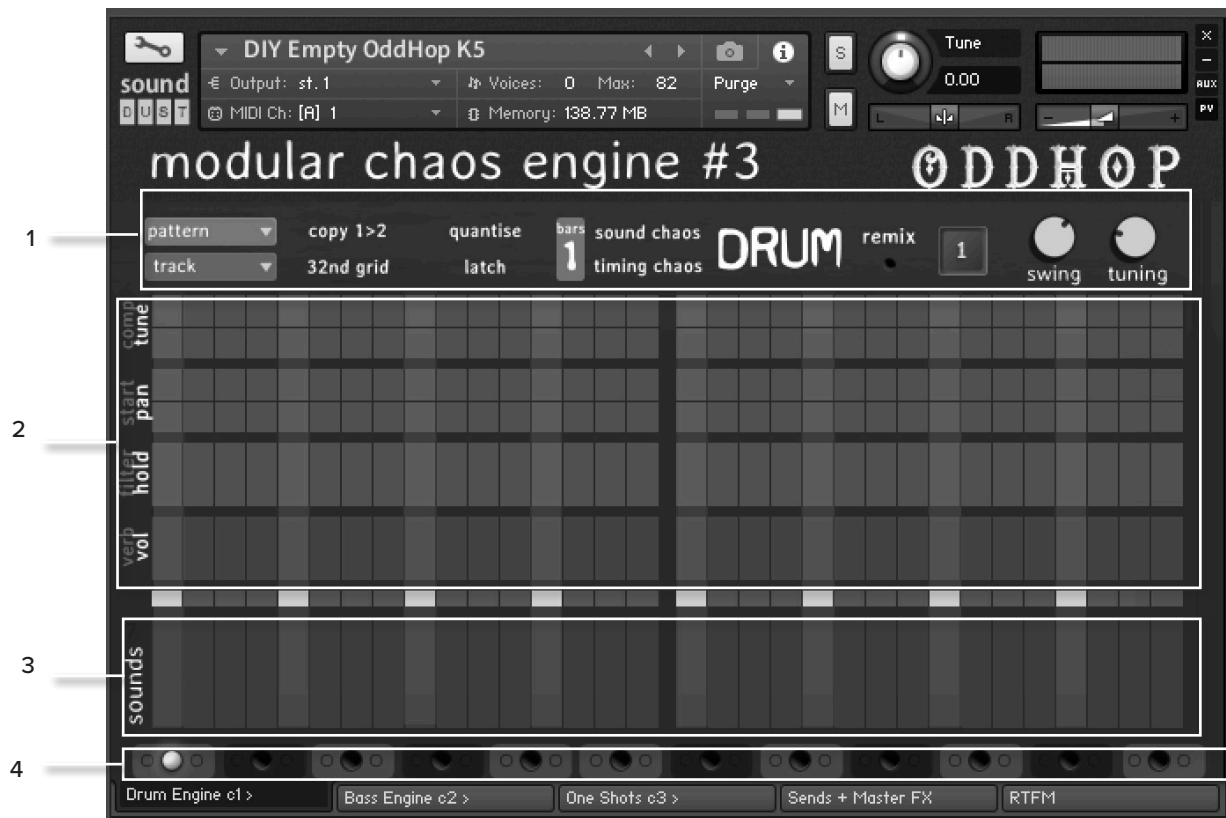 DIY Empty OddHop K5
sound
DUST
Output: st. 1
Voices: 0 Max: 82
Purge
MIDI Ch: [A] 1
Memory: 138.77 MB
S
M
Tune
0.00
L
R
-
+
×
-
AUX
PV
modular chaos engine #3
ODDHOP
1
pattern
copy 1>2
quantise
bars
1
sound chaos
DRUM
remix
1
track
32nd grid
latch
timing chaos
swing
tuning
2
comp
tune
start
pan
filter
hold
verb
vol
3
sounds
4
Drum Engine c1 >
Bass Engine c2 >
One Shots c3 >
Sends + Master FX
RTFM